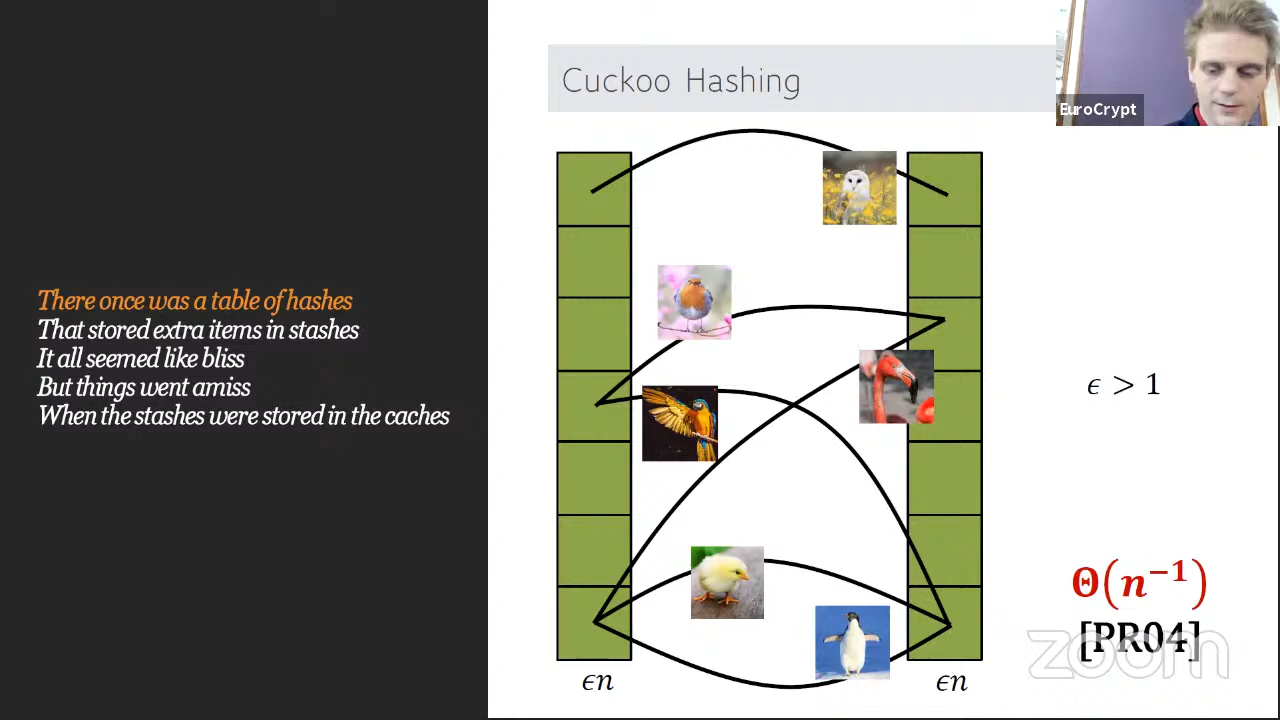 There once was a table of hashes
That stored extra items in stashes
It all seemed like bliss
But things went amiss
When the stashes were stored in the caches
Cuckoo Hashing
EuroCrypt
ϵ > 1
Θ(n⁻¹)
[PR04]
zoom
ϵn
ϵn